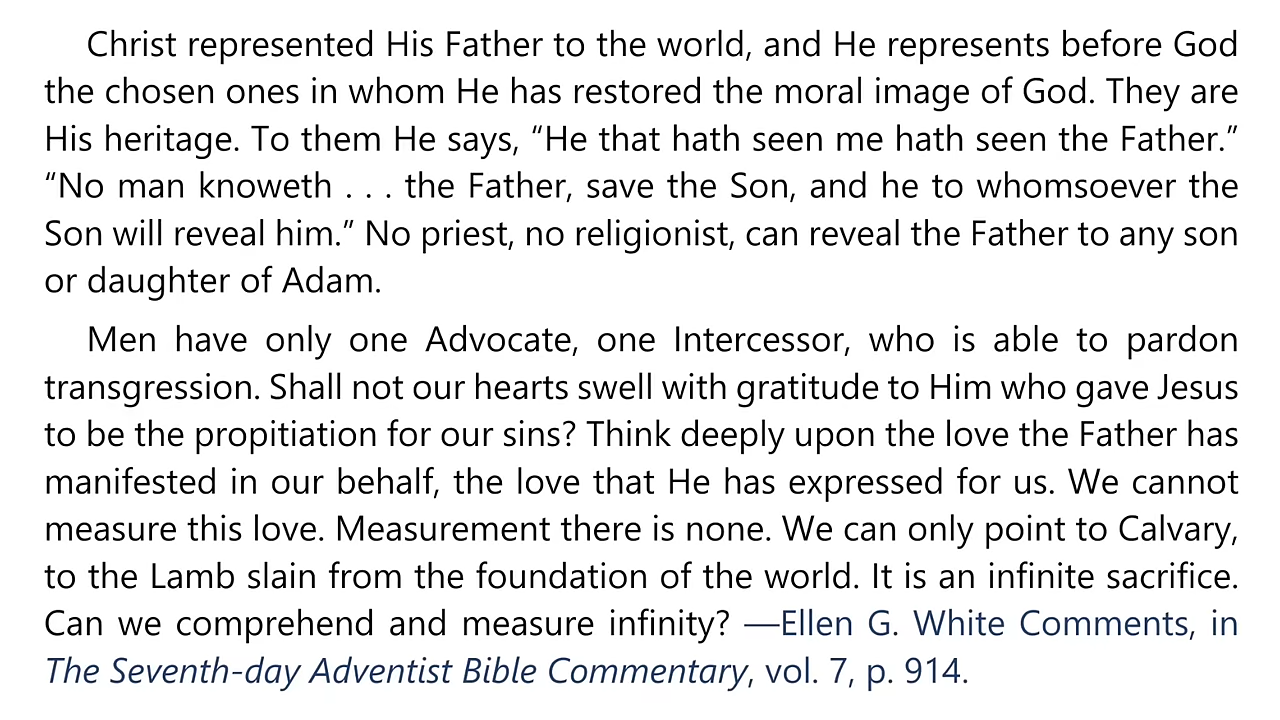 Christ represented His Father to the world, and He represents before God
the chosen ones in whom He has restored the moral image of God. They are
His heritage. To them He says, “He that hath seen me hath seen the Father.”
“No man knoweth . . . the Father, save the Son, and he to whomsoever the
Son will reveal him.” No priest, no religionist, can reveal the Father to any son
or daughter of Adam.
Men have only one Advocate, one Intercessor, who is able to pardon
transgression. Shall not our hearts swell with gratitude to Him who gave Jesus
to be the propitiation for our sins? Think deeply upon the love the Father has
manifested in our behalf, the love that He has expressed for us. We cannot
measure this love. Measurement there is none. We can only point to Calvary,
to the Lamb slain from the foundation of the world. It is an infinite sacrifice.
Can we comprehend and measure infinity? —Ellen G. White Comments, in
The Seventh-day Adventist Bible Commentary, vol. 7, p. 914.